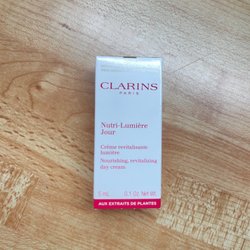 CLARINS
PARIS
Nutri-Lumière
Jour
Crème revitalisante
lumière
Nourishing, revitalizing
day cream
5 mL 0.1 Oz. Net Wt.
AUX EXTRAITS DE PLANTES